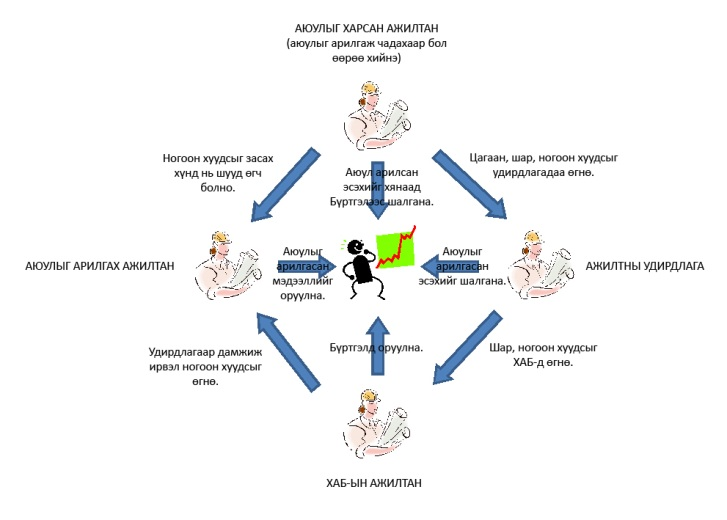 АЮУЛЫГ ХАРСАН АЖИЛТАН
(аюулыг арилгаж чадахаар бол
өөрөө хийнэ)
Ногоон хуудсыг засах
хүнд нь шууд өгч
болно.
Аюул арилсан
эсэхийг хянаад
Бүртгэлээс шалгана.
Цагаан, шар, ногоон хуудсыг
удирдлагадаа өгнө.
АЮУЛЫГ АРИЛГАХ АЖИЛТАН
Аюулыг
арилгасан
мэдээллийг
оруулна.
Аюулыг
арилгасан
эсэхийг шалгана.
АЖИЛТНЫ УДИРДЛАГА
Удирдлагаар дамжиж
ирвэл ногоон хуудсыг
өгнө.
Бүртгэлд оруулна.
Шар, ногоон хуудсыг
ХАБ-д өгнө.
ХАБ-ЫН АЖИЛТАН